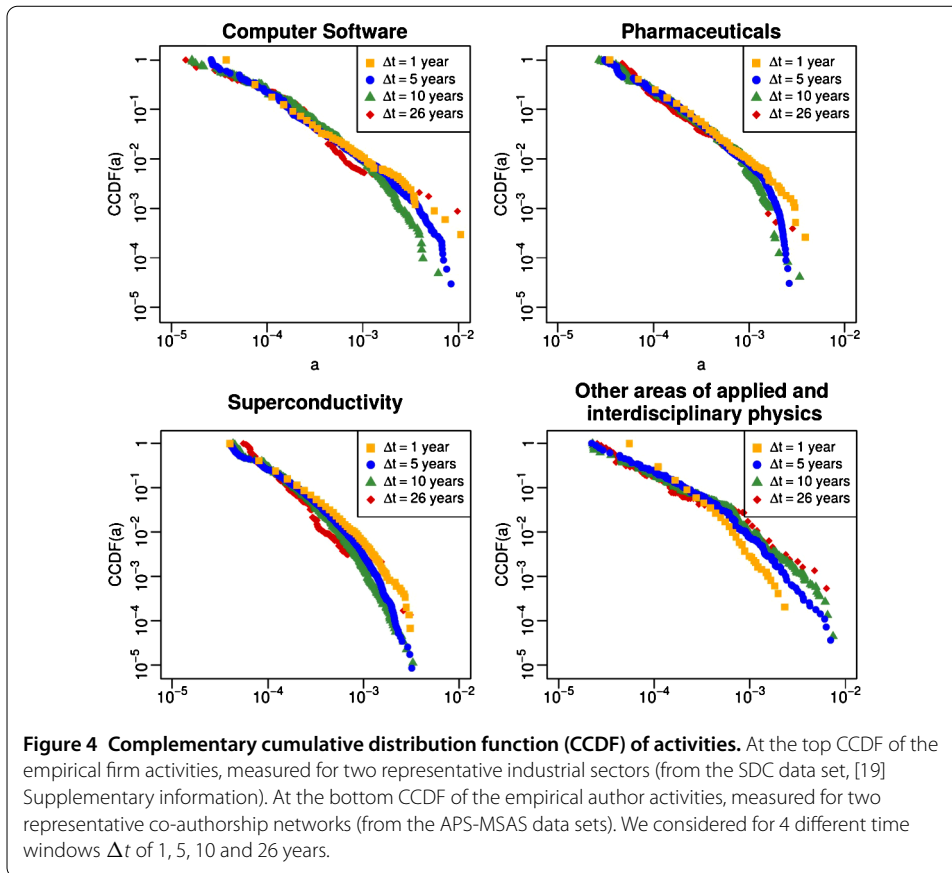 Computer Software
CCDF(a)
1
10⁻¹
10⁻²
10⁻³
10⁻⁴
10⁻⁵
Δt = 1 year
Δt = 5 years
Δt = 10 years
Δt = 26 years
10⁻⁵ 10⁻⁴ 10⁻³ 10⁻²
a
Pharmaceuticals
CCDF(a)
1
10⁻¹
10⁻²
10⁻³
10⁻⁴
10⁻⁵
Δt = 1 year
Δt = 5 years
Δt = 10 years
Δt = 26 years
10⁻⁵ 10⁻⁴ 10⁻³ 10⁻²
a
Superconductivity
CCDF(a)
1
10⁻¹
10⁻²
10⁻³
10⁻⁴
10⁻⁵
Δt = 1 year
Δt = 5 years
Δt = 10 years
Δt = 26 years
10⁻⁵ 10⁻⁴ 10⁻³ 10⁻²
Other areas of applied and
interdisciplinary physics
CCDF(a)
1
10⁻¹
10⁻²
10⁻³
10⁻⁴
10⁻⁵
Δt = 1 year
Δt = 5 years
Δt = 10 years
Δt = 26 years
10⁻⁵ 10⁻⁴ 10⁻³ 10⁻²
Figure 4 Complementary cumulative distribution function (CCDF) of activities. At the top CCDF of the
empirical firm activities, measured for two representative industrial sectors (from the SDC data set, [19]
Supplementary information). At the bottom CCDF of the empirical author activities, measured for two
representative co-authorship networks (from the APS-MSAS data sets). We considered for 4 different time
windows Δt of 1, 5, 10 and 26 years.